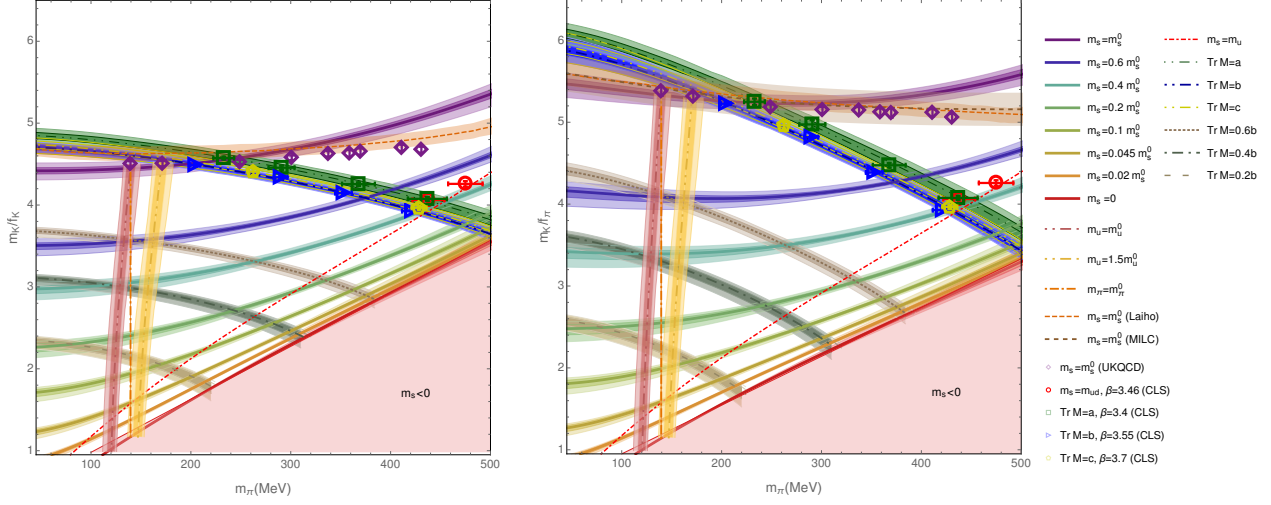 6
5
4
3
2
1
100
200
300
400
500
m_K/f_K
m_π(MeV)
m_s<0
6
5
4
3
2
1
100
200
300
400
500
m_K/f_π
m_π(MeV)
m_s<0
m_s=m_s^0
m_s=0.6 m_s^0
m_s=0.4 m_s^0
m_s=0.2 m_s^0
m_s=0.1 m_s^0
m_s=0.045 m_s^0
m_s=0.02 m_s^0
m_s =0
m_u=m_u^0
m_u=1.5m_u^0
m_π=m_π^0
m_s=m_s^0 (Laiho)
m_s=m_s^0 (MILC)
m_s=m_s^0 (UKQCD)
m_s=m_ud, β=3.46 (CLS)
Tr M=a, β=3.4 (CLS)
Tr M=b, β=3.55 (CLS)
Tr M=c, β=3.7 (CLS)
m_s=m_u
Tr M=a
Tr M=b
Tr M=c
Tr M=0.6b
Tr M=0.4b
Tr M=0.2b